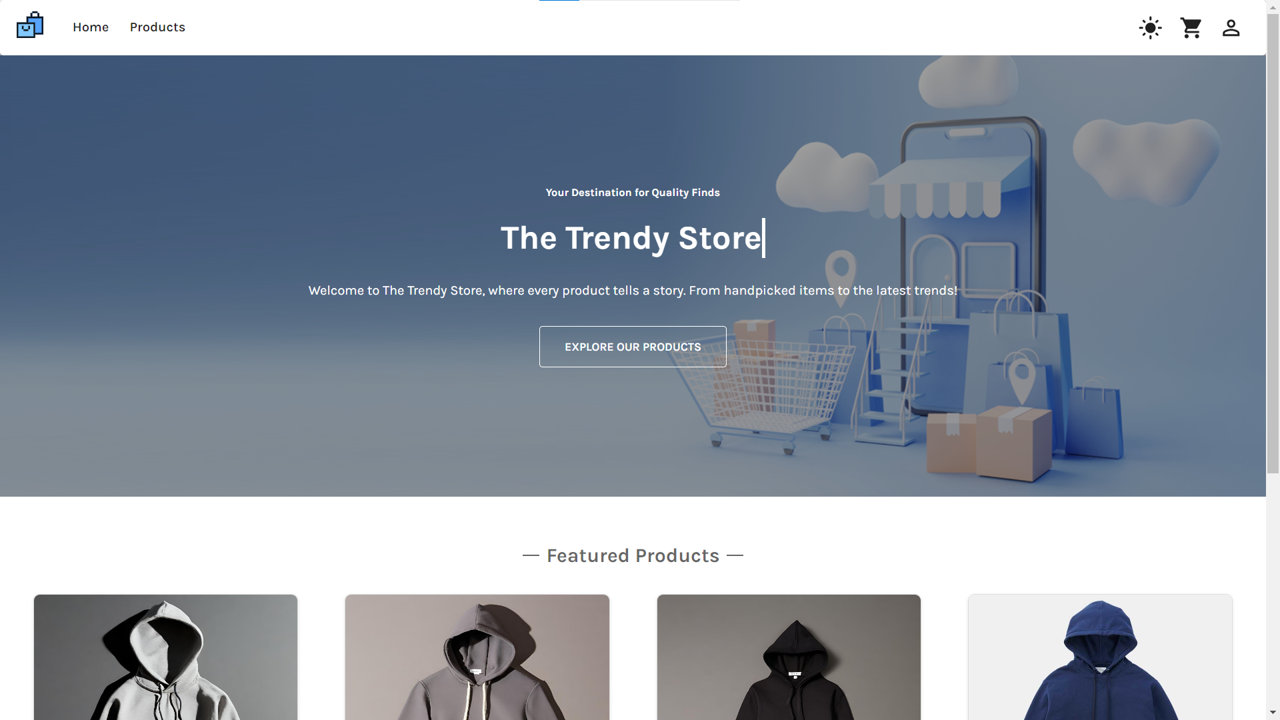 Home
Products
Your Destination for Quality Finds
The Trendy Store
Welcome to The Trendy Store, where every product tells a story. From handpicked items to the latest trends!
EXPLORE OUR PRODUCTS
— Featured Products —